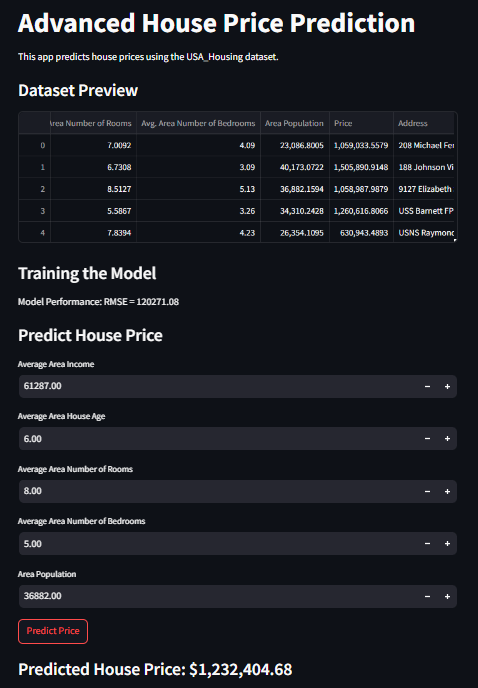 Advanced House Price Prediction
This app predicts house prices using the USA_Housing dataset.
Dataset Preview
Area Number of Rooms Avg. Area Number of Bedrooms Area Population Price Address
0 7.0092 4.09 23,086.8005 1,059,033.5579 208 Michael Fer
1 6.7308 3.09 40,173.0722 1,505,890.9148 188 Johnson Vi
2 8.5127 5.13 36,882.1594 1,058,987.9879 9127 Elizabeth
3 5.5867 3.26 34,310.2428 1,260,616.8066 USS Barnett FP
4 7.8394 4.23 26,354.1095 630,943.4893 USNS Raymond
Training the Model
Model Performance: RMSE = 120271.08
Predict House Price
Average Area Income
61287.00 − +
Average Area House Age
6.00 − +
Average Area Number of Rooms
8.00 − +
Average Area Number of Bedrooms
5.00 − +
Area Population
36882.00 − +
Predict Price
Predicted House Price: $1,232,404.68